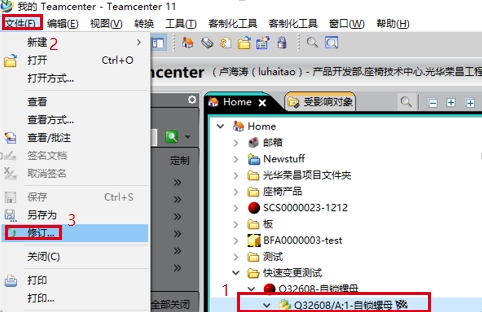 我的 Teamcenter - Teamcenter 11
文件(F) 编辑(E) 视图(V) 转换 工具(T) 客制化工具 客制化工具 窗口(W) 帮助(H)
2
新建
打开 Ctrl+O
打开方式...
查看
查看方式...
查看/批注
签名文档
取消签名
保存 Ctrl+S
另存为
3
修订...
关闭(C)
打印
打印...
center ( 卢海涛 (luhaitao) - 产品开发部.座椅技术中心.光华荣昌工程
Home
受影响对象
定制
全部关闭
Home
邮箱
Newstuff
光华荣昌项目文件夹
座椅产品
SCS0000023-1212
板
BFA0000003-test
测试
快速变更测试
1
Q32608-自锁螺母
Q32608/A;1-自锁螺母